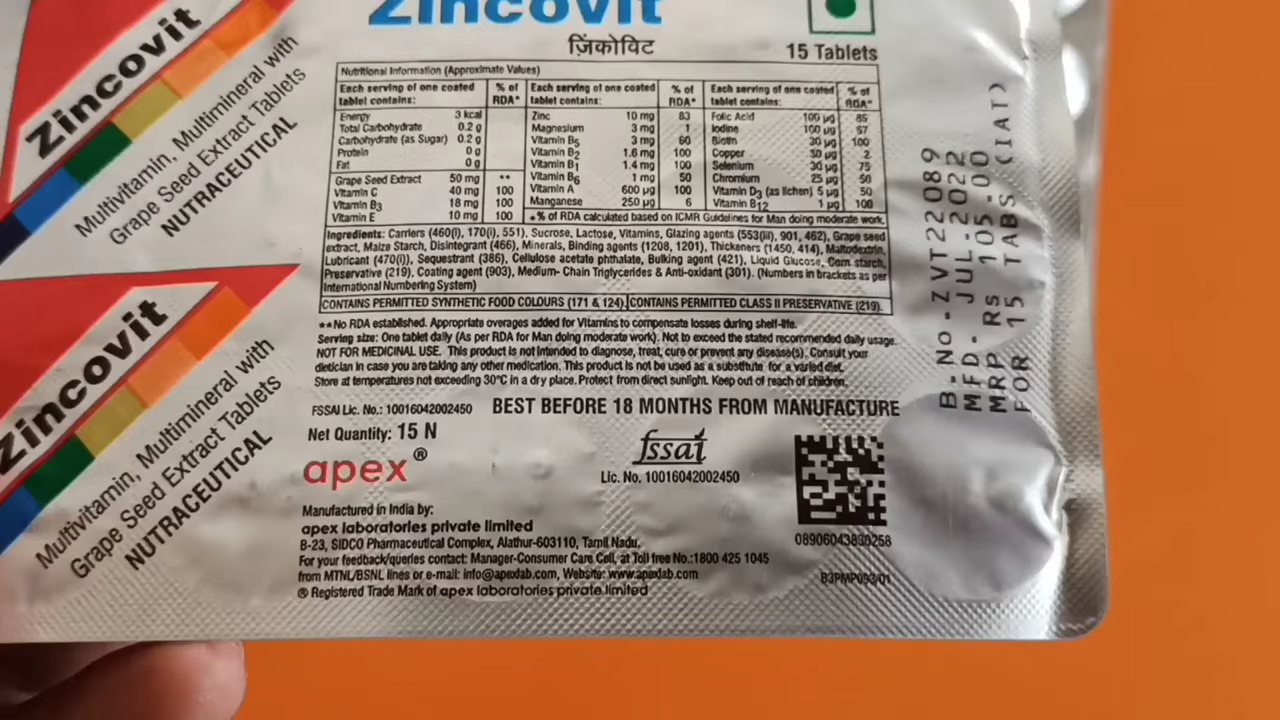 Zincovit
ज़िंकोविट
15 Tablets
Zincovit
Multivitamin, Multimineral with
Grape Seed Extract Tablets
NUTRACEUTICAL
Zincovit
Multivitamin, Multimineral with
Grape Seed Extract Tablets
NUTRACEUTICAL
Nutritional Information (Approximate Values)
Each serving of one coated tablet contains: % of RDA*
Energy 3 kcal
Total Carbohydrate 0.2 g
Carbohydrate (as Sugar) 0.2 g
Protein 0 g
Fat 0 g
Grape Seed Extract 50 mg **
Vitamin C 40 mg 100
Vitamin B3 18 mg 100
Vitamin E 10 mg 100
Each serving of one coated tablet contains: % of RDA*
Zinc 10 mg 83
Magnesium 3 mg 1
Vitamin B5 3 mg 60
Vitamin B2 1.6 mg 100
Vitamin B1 1.4 mg 100
Vitamin B6 1 mg 50
Vitamin A 600 µg 100
Manganese 250 µg 6
Each serving of one coated tablet contains: % of RDA*
Folic Acid 100 µg 85
Iodine 100 µg 67
Biotin 30 µg 100
Copper 30 µg 2
Selenium 30 µg 75
Chromium 25 µg 50
Vitamin D3 (as lichen) 5 µg 50
Vitamin B12 1 µg 100
*% of RDA calculated based on ICMR Guidelines for Man doing moderate work.
Ingredients: Carriers (460(i), 170(i), 551), Sucrose, Lactose, Vitamins, Glazing agents (553(iii), 901, 462), Grape seed
extract, Maize Starch, Disintegrant (466), Minerals, Binding agents (1208, 1201), Thickeners (1450, 414), Maltodextrin,
Lubricant (470(i)), Sequestrant (386), Cellulose acetate phthalate, Bulking agent (421), Liquid Glucose, Corn starch,
Preservative (219), Coating agent (903), Medium- Chain Triglycerides & Anti-oxidant (301). (Numbers in brackets as per
International Numbering System)
CONTAINS PERMITTED SYNTHETIC FOOD COLOURS (171 & 124). CONTAINS PERMITTED CLASS II PRESERVATIVE (219).
**No RDA established. Appropriate overages added for Vitamins to compensate losses during shelf-life.
Serving size: One tablet daily (As per RDA for Man doing moderate work). Not to exceed the stated recommended daily usage.
NOT FOR MEDICINAL USE. This product is not intended to diagnose, treat, cure or prevent any disease(s). Consult your
dietician in case you are taking any other medication. This product is not be used as a substitute for a varied diet.
Store at temperatures not exceeding 30°C in a dry place. Protect from direct sunlight. Keep out of reach of children.
FSSAI Lic. No.: 10016042002450 BEST BEFORE 18 MONTHS FROM MANUFACTURE
Net Quantity: 15 N
apex®
fssai
Lic. No. 10016042002450
08906043830258
Manufactured in India by:
apex laboratories private limited
B-23, SIDCO Pharmaceutical Complex, Alathur-603110, Tamil Nadu.
For your feedback/queries contact: Manager-Consumer Care Cell, at Toll free No.:1800 425 1045
from MTNL/BSNL lines or e-mail: info@apexlab.com, Website: www.apexlab.com
® Registered Trade Mark of apex laboratories private limited
B3PMP093/01
B.NO - ZVT22089
MFD- JUL-2022
MRP Rs 105.00
FOR 15 TABS (IAT)